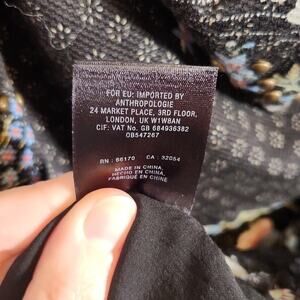 FOR EU: IMPORTED BY
ANTHROPOLOGIE
24 MARKET PLACE, 3RD FLOOR,
LONDON, UK W1W8AN
CIF: VAT No. GB 684936382
OB547267
RN : 66170 CA : 32054
MADE IN CHINA,
HECHO EN CHINA,
FABRIQUÉ EN CHINE